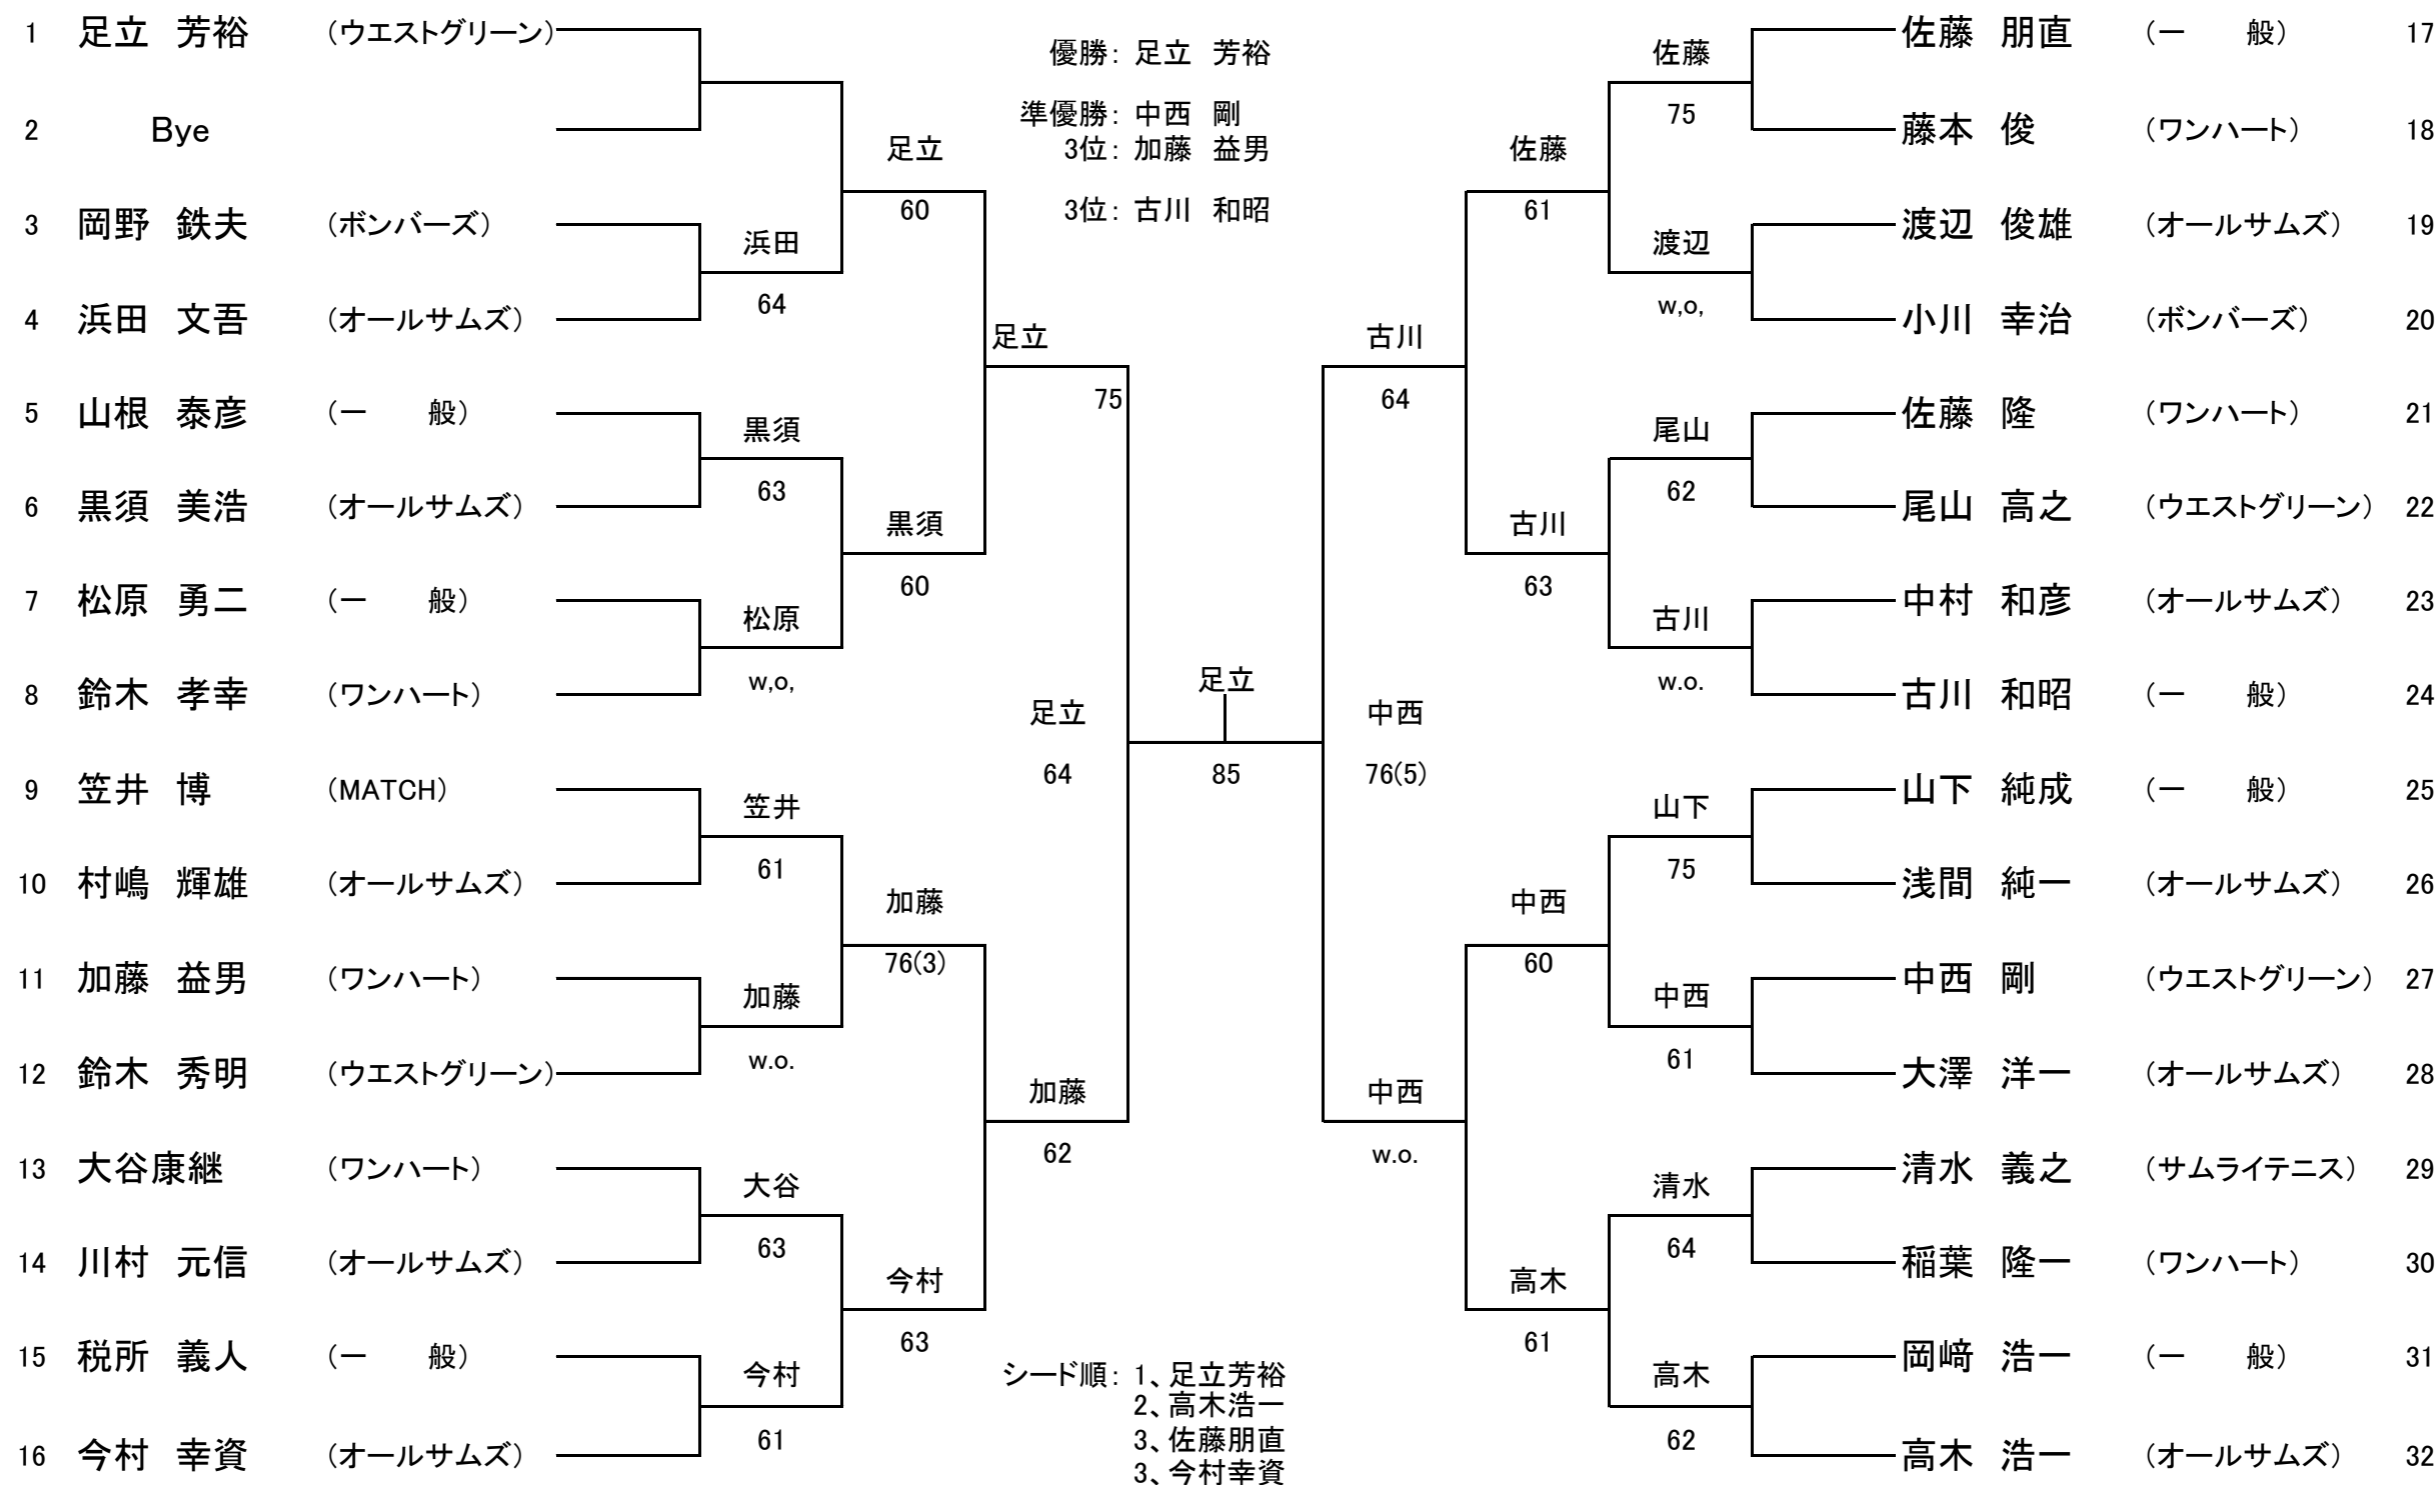 1 足立 芳裕 (ウエストグリーン)
2 Bye
3 岡野 鉄夫 (ボンバーズ)
4 浜田 文吾 (オールサムズ)
5 山根 泰彦 (一 般)
6 黒須 美浩 (オールサムズ)
7 松原 勇二 (一 般)
8 鈴木 孝幸 (ワンハート)
9 笠井 博 (MATCH)
10 村嶋 輝雄 (オールサムズ)
11 加藤 益男 (ワンハート)
12 鈴木 秀明 (ウエストグリーン)
13 大谷康継 (ワンハート)
14 川村 元信 (オールサムズ)
15 税所 義人 (一 般)
16 今村 幸資 (オールサムズ)
浜田
64
黒須
63
松原
w,o,
笠井
61
加藤
w.o.
大谷
63
今村
61
足立
60
黒須
60
加藤
76(3)
今村
63
足立
75
加藤
62
足立
64
優勝: 足立 芳裕
準優勝: 中西 剛
3位: 加藤 益男
3位: 古川 和昭
足立
85
シード順: 1、足立芳裕
2、高木浩一
3、佐藤朋直
3、今村幸資
中西
76(5)
古川
64
中西
w.o.
佐藤
61
古川
63
中西
60
高木
61
佐藤
75
渡辺
w,o,
尾山
62
古川
w.o.
山下
75
中西
61
清水
64
高木
62
佐藤 朋直 (一 般) 17
藤本 俊 (ワンハート) 18
渡辺 俊雄 (オールサムズ) 19
小川 幸治 (ボンバーズ) 20
佐藤 隆 (ワンハート) 21
尾山 高之 (ウエストグリーン) 22
中村 和彦 (オールサムズ) 23
古川 和昭 (一 般) 24
山下 純成 (一 般) 25
浅間 純一 (オールサムズ) 26
中西 剛 (ウエストグリーン) 27
大澤 洋一 (オールサムズ) 28
清水 義之 (サムライテニス) 29
稲葉 隆一 (ワンハート) 30
岡﨑 浩一 (一 般) 31
高木 浩一 (オールサムズ) 32